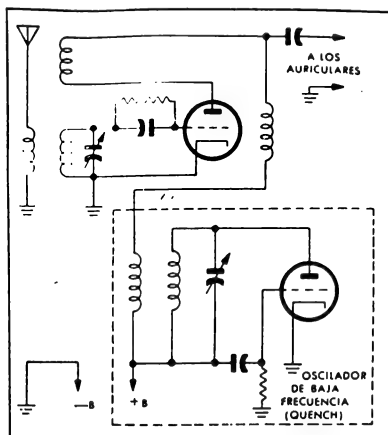 A LOS
AURICULARES
OSCILADOR
DE BAJA
FRECUENCIA
(QUENCH)
—B
+B